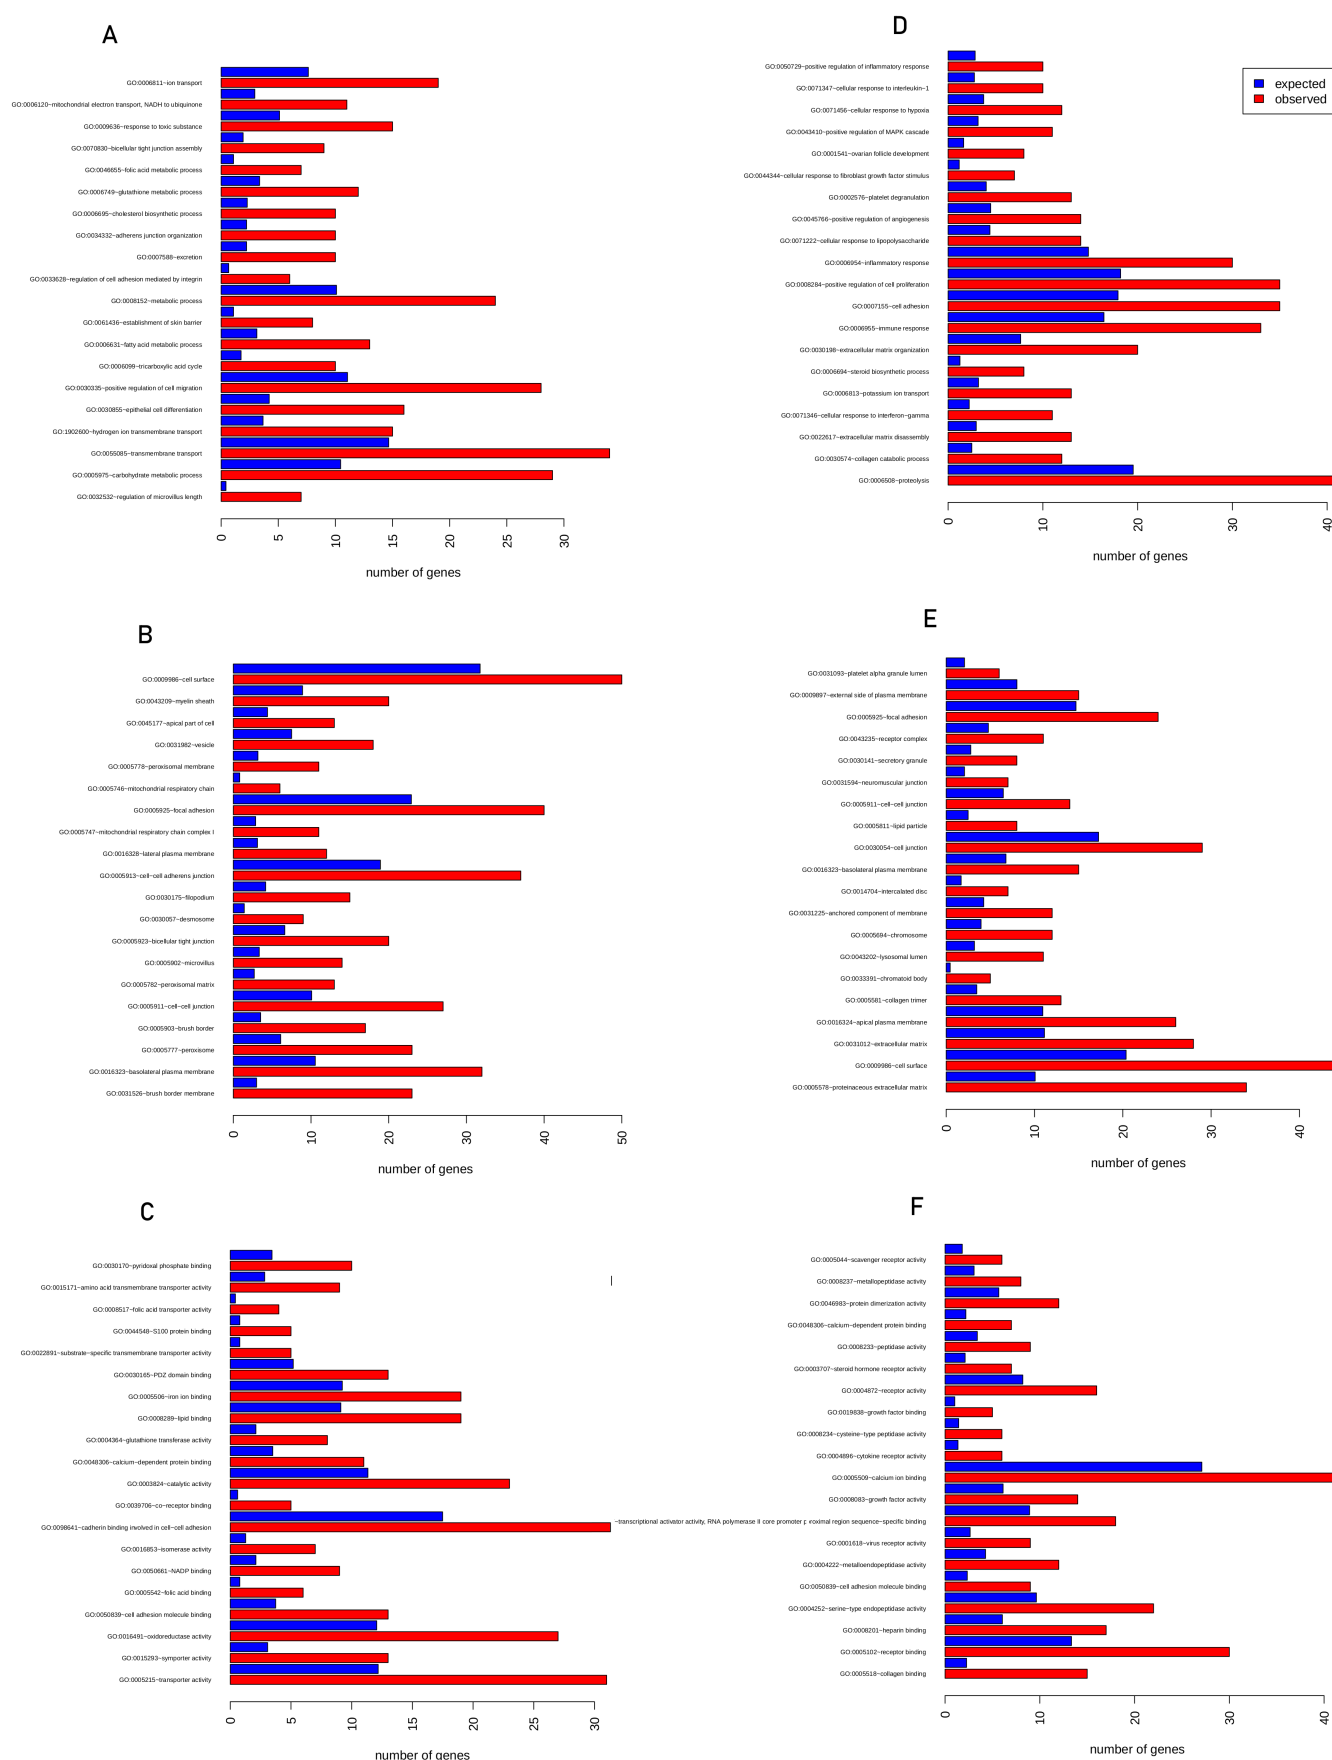 A
GO:0006811~ion transport
GO:0006120~mitochondrial electron transport, NADH to ubiquinone
GO:0009636~response to toxic substance
GO:0070830~bicellular tight junction assembly
GO:0046655~folic acid metabolic process
GO:0006749~glutathione metabolic process
GO:0006695~cholesterol biosynthetic process
GO:0034332~adherens junction organization
GO:0007588~excretion
GO:0033628~regulation of cell adhesion mediated by integrin
GO:0008152~metabolic process
GO:0061436~establishment of skin barrier
GO:0006631~fatty acid metabolic process
GO:0006099~tricarboxylic acid cycle
GO:0030335~positive regulation of cell migration
GO:0030855~epithelial cell differentiation
GO:1902600~hydrogen ion transmembrane transport
GO:0055085~transmembrane transport
GO:0005975~carbohydrate metabolic process
GO:0032532~regulation of microvillus length
0 5 10 15 20 25 30
number of genes
D
GO:0050729~positive regulation of inflammatory response
GO:0071347~cellular response to interleukin-1
GO:0071456~cellular response to hypoxia
GO:0043410~positive regulation of MAPK cascade
GO:0001541~ovarian follicle development
GO:0044344~cellular response to fibroblast growth factor stimulus
GO:0002576~platelet degranulation
GO:0045766~positive regulation of angiogenesis
GO:0071222~cellular response to lipopolysaccharide
GO:0006954~inflammatory response
GO:0008284~positive regulation of cell proliferation
GO:0007155~cell adhesion
GO:0006955~immune response
GO:0030198~extracellular matrix organization
GO:0006694~steroid biosynthetic process
GO:0006813~potassium ion transport
GO:0071346~cellular response to interferon-gamma
GO:0022617~extracellular matrix disassembly
GO:0030574~collagen catabolic process
GO:0006508~proteolysis
0 10 20 30 40
number of genes
expected
observed
B
GO:0009986~cell surface
GO:0043209~myelin sheath
GO:0045177~apical part of cell
GO:0031982~vesicle
GO:0005778~peroxisomal membrane
GO:0005746~mitochondrial respiratory chain
GO:0005925~focal adhesion
GO:0005747~mitochondrial respiratory chain complex I
GO:0016328~lateral plasma membrane
GO:0005913~cell-cell adherens junction
GO:0030175~filopodium
GO:0030057~desmosome
GO:0005923~bicellular tight junction
GO:0005902~microvillus
GO:0005782~peroxisomal matrix
GO:0005911~cell-cell junction
GO:0005903~brush border
GO:0005777~peroxisome
GO:0016323~basolateral plasma membrane
GO:0031526~brush border membrane
0 10 20 30 40 50
number of genes
E
GO:0031093~platelet alpha granule lumen
GO:0009897~external side of plasma membrane
GO:0005925~focal adhesion
GO:0043235~receptor complex
GO:0030141~secretory granule
GO:0031594~neuromuscular junction
GO:0005911~cell-cell junction
GO:0005811~lipid particle
GO:0030054~cell junction
GO:0016323~basolateral plasma membrane
GO:0014704~intercalated disc
GO:0031225~anchored component of membrane
GO:0005694~chromosome
GO:0043202~lysosomal lumen
GO:0033391~chromatoid body
GO:0005581~collagen trimer
GO:0016324~apical plasma membrane
GO:0031012~extracellular matrix
GO:0009986~cell surface
GO:0005578~proteinaceous extracellular matrix
0 10 20 30 40
number of genes
C
GO:0030170~pyridoxal phosphate binding
GO:0015171~amino acid transmembrane transporter activity
GO:0008517~folic acid transporter activity
GO:0044548~S100 protein binding
GO:0022891~substrate-specific transmembrane transporter activity
GO:0030165~PDZ domain binding
GO:0005506~iron ion binding
GO:0008289~lipid binding
GO:0004364~glutathione transferase activity
GO:0048306~calcium-dependent protein binding
GO:0003824~catalytic activity
GO:0039706~co-receptor binding
GO:0098641~cadherin binding involved in cell-cell adhesion
GO:0016853~isomerase activity
GO:0050661~NADP binding
GO:0005542~folic acid binding
GO:0050839~cell adhesion molecule binding
GO:0016491~oxidoreductase activity
GO:0015293~symporter activity
GO:0005215~transporter activity
0 5 10 15 20 25 30
number of genes
F
GO:0005044~scavenger receptor activity
GO:0008237~metallopeptidase activity
GO:0046983~protein dimerization activity
GO:0048306~calcium-dependent protein binding
GO:0008233~peptidase activity
GO:0003707~steroid hormone receptor activity
GO:0004872~receptor activity
GO:0019838~growth factor binding
GO:0008234~cysteine-type peptidase activity
GO:0004896~cytokine receptor activity
GO:0005509~calcium ion binding
GO:0008083~growth factor activity
~transcriptional activator activity, RNA polymerase II core promoter proximal region sequence-specific binding
GO:0001618~virus receptor activity
GO:0004222~metalloendopeptidase activity
GO:0050839~cell adhesion molecule binding
GO:0004252~serine-type endopeptidase activity
GO:0008201~heparin binding
GO:0005102~receptor binding
GO:0005518~collagen binding
0 10 20 30 40
number of genes